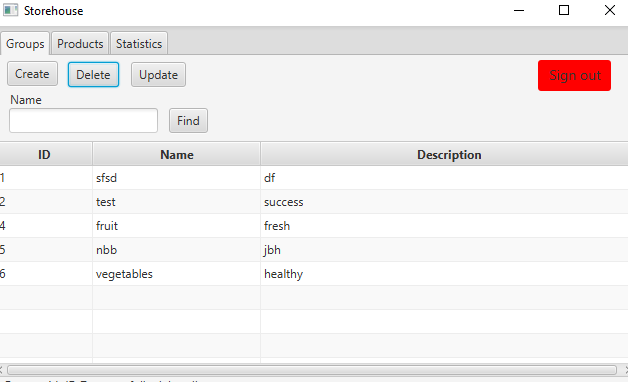 Storehouse
Groups Products Statistics
Create Delete Update Sign out
Name
Find
ID Name Description
1 sfsd df
2 test success
4 fruit fresh
5 nbb jbh
6 vegetables healthy